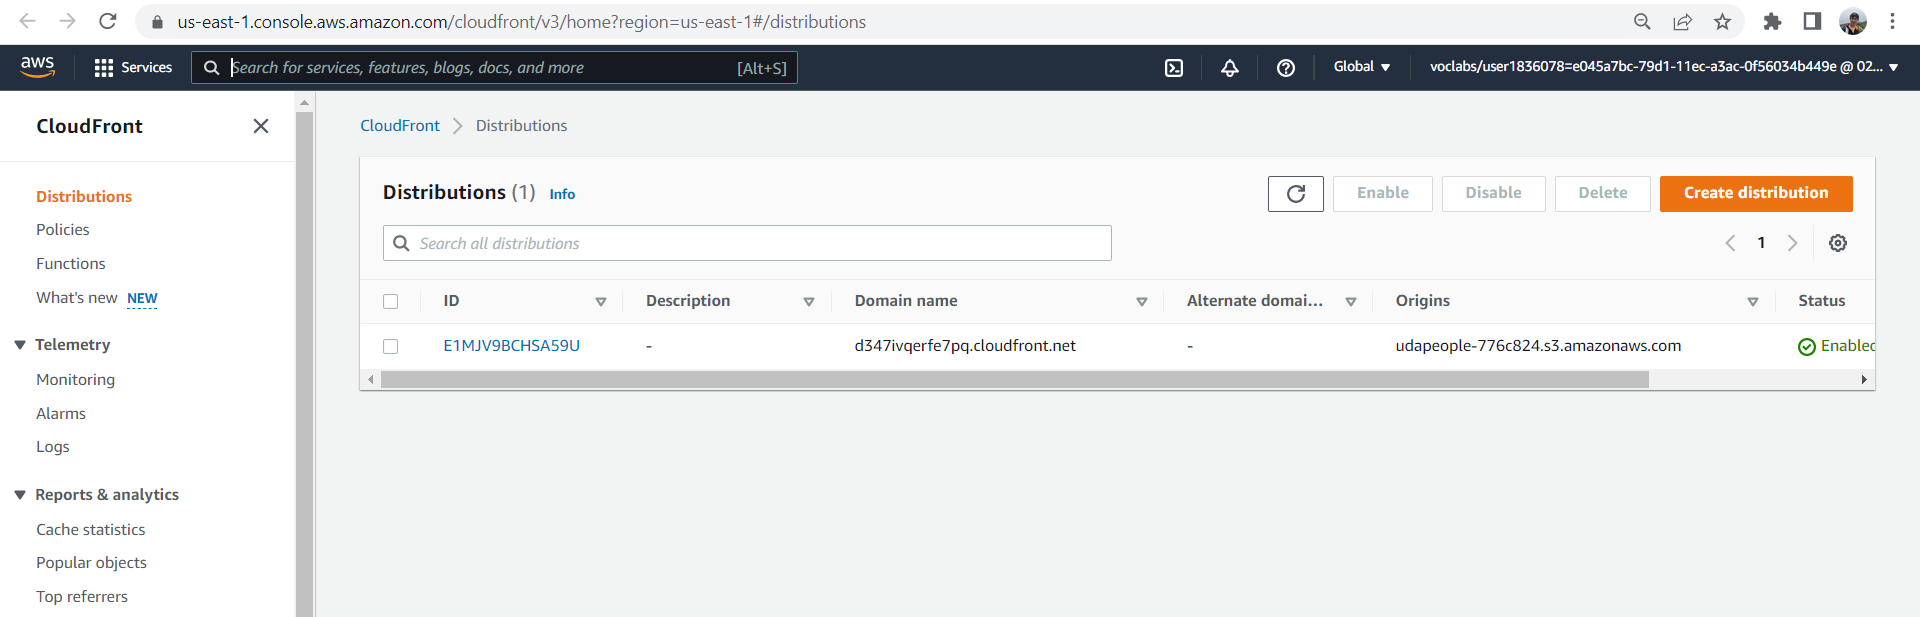 us-east-1.console.aws.amazon.com/cloudfront/v3/home?region=us-east-1#/distributions
aws Services Search for services, features, blogs, docs, and more [Alt+S] Global voclabs/user1836078=e045a7bc-79d1-11ec-a3ac-0f56034b449e @ 02...
CloudFront
Distributions
Policies
Functions
What's new NEW
Telemetry
Monitoring
Alarms
Logs
Reports & analytics
Cache statistics
Popular objects
Top referrers
CloudFront Distributions
Distributions (1) Info Enable Disable Delete Create distribution
Search all distributions 1
ID Description Domain name Alternate domai... Origins Status
E1MJV9BCHSA59U - d347ivqerfe7pq.cloudfront.net - udapeople-776c824.s3.amazonaws.com Enabled